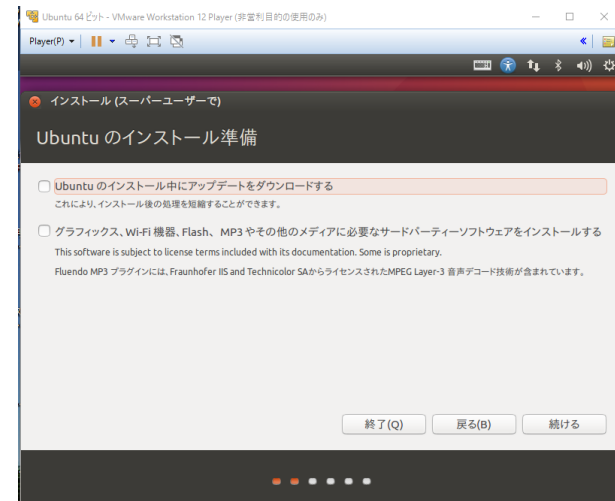 Ubuntu 64 ビット - VMware Workstation 12 Player (非営利目的の使用のみ)
Player(P)
インストール (スーパーユーザーで)
Ubuntu のインストール準備
Ubuntu のインストール中にアップデートをダウンロードする
これにより、インストール後の処理を短縮することができます。
グラフィックス、Wi-Fi 機器、Flash、MP3 やその他のメディアに必要なサードパーティーソフトウェアをインストールする
This software is subject to license terms included with its documentation. Some is proprietary.
Fluendo MP3 プラグインには、Fraunhofer IIS and Technicolor SAからライセンスされたMPEG Layer-3 音声デコード技術が含まれています。
終了(Q) 戻る(B) 続ける